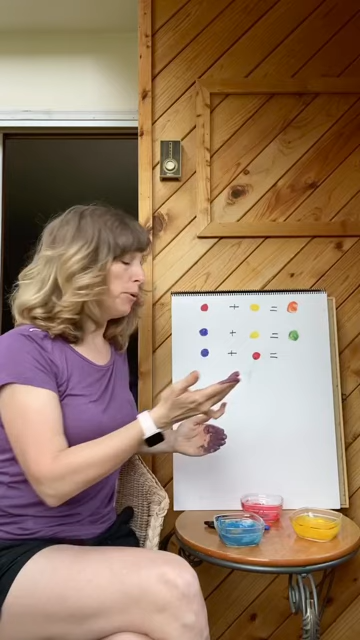 + =
+ =
+ =